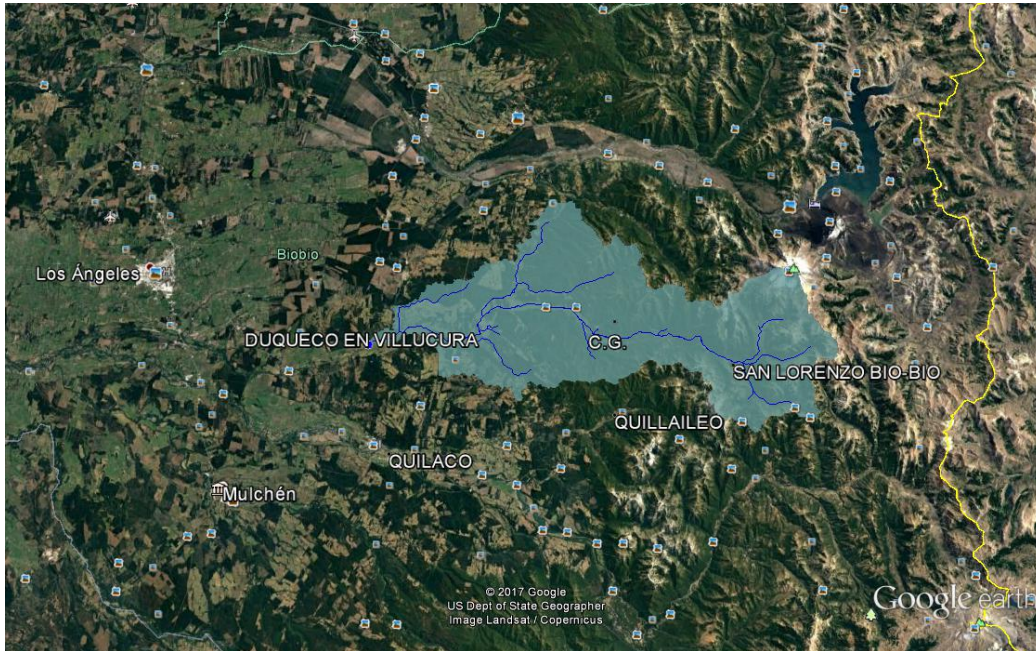 Biobio
Los Ángeles
DUQUECO EN VILLUCURA
C.G.
SAN LORENZO BIO-BIO
QUILLAILEO
QUILACO
Mulchén
© 2017 Google
US Dept of State Geographer
Image Landsat / Copernicus
Google earth